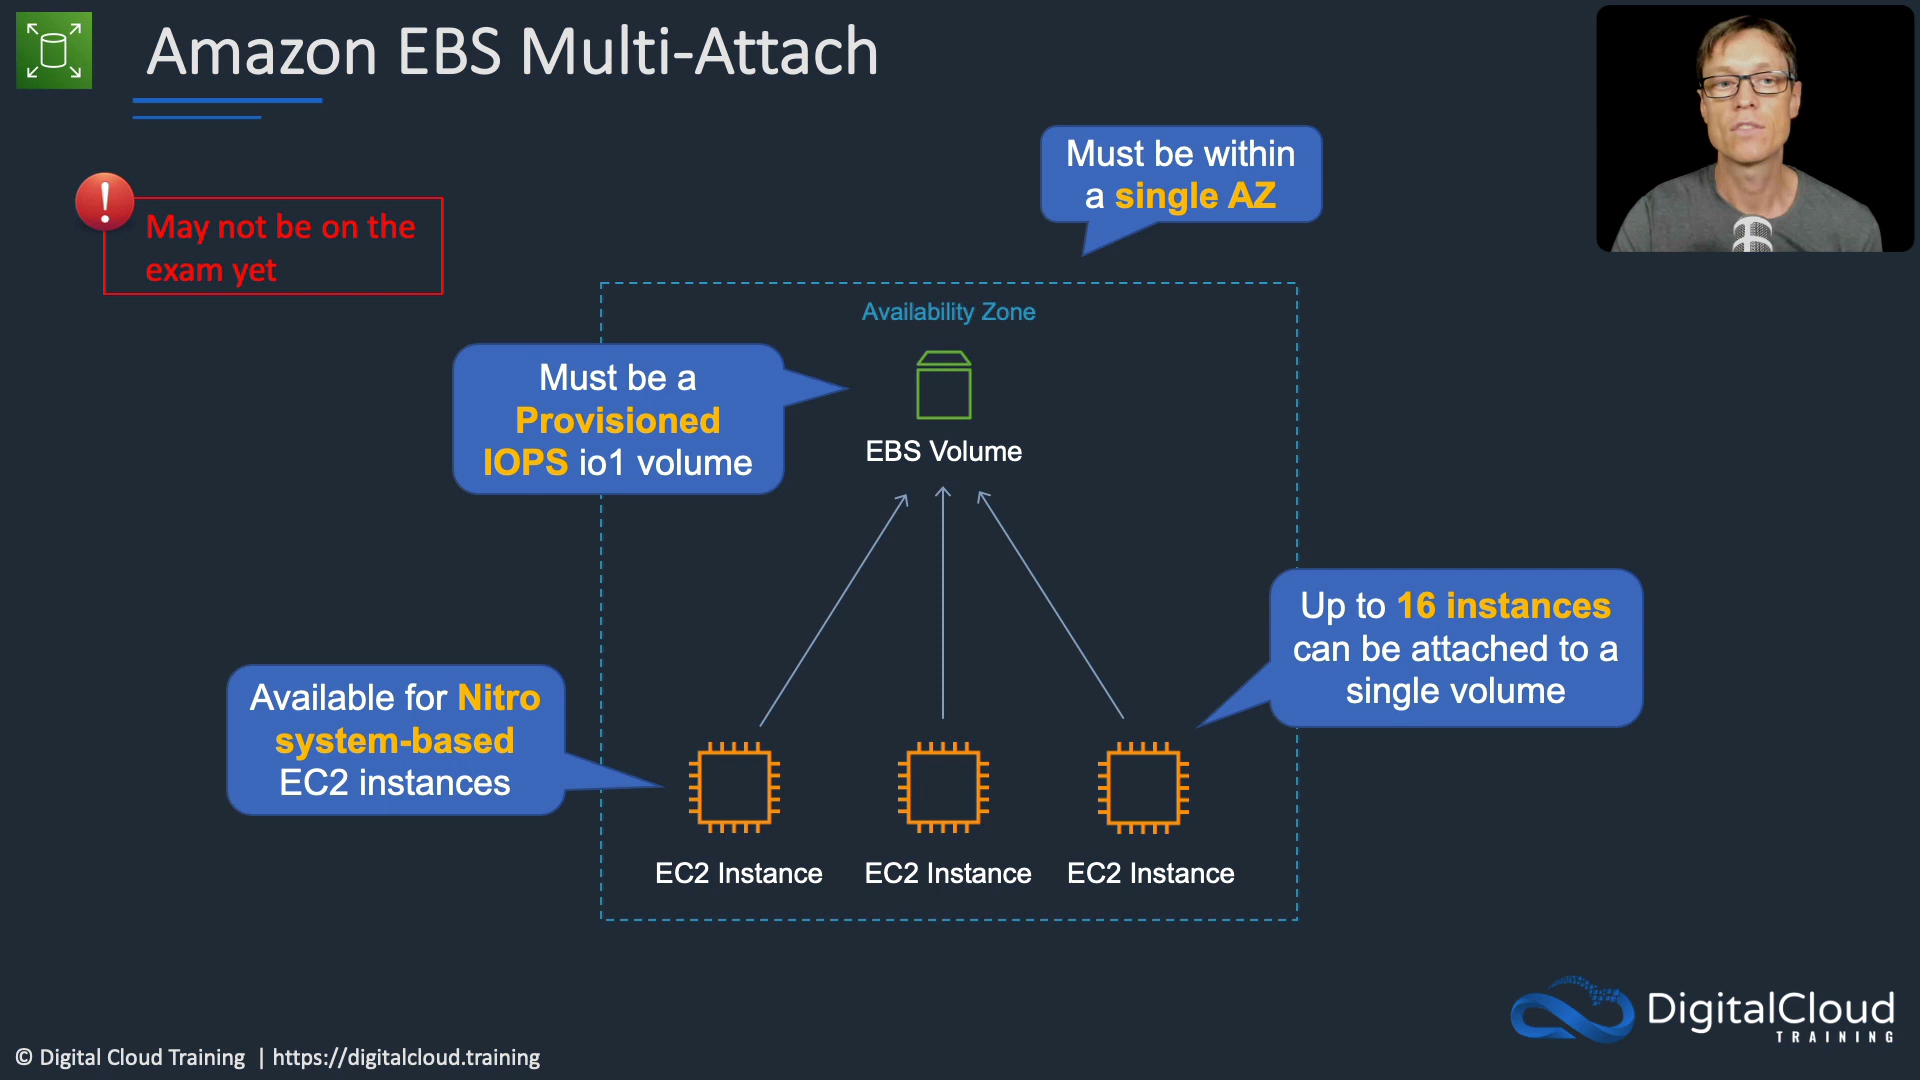 Amazon EBS Multi-Attach
Must be within
a single AZ
!
May not be on the
exam yet
Availability Zone
Must be a
Provisioned
IOPS io1 volume
EBS Volume
Up to 16 instances
can be attached to a
single volume
Available for Nitro
system-based
EC2 instances
EC2 Instance
EC2 Instance
EC2 Instance
DigitalCloud
TRAINING
© Digital Cloud Training | https://digitalcloud.training